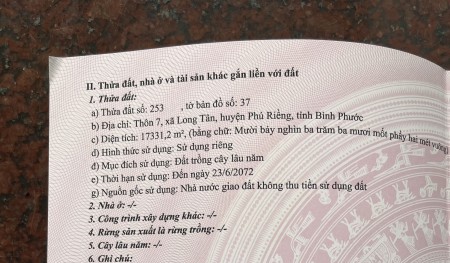 II. Thửa đất, nhà ở và tài sản khác gắn liền với đất
1. Thửa đất:
a) Thửa đất số: 253 , tờ bản đồ số: 37
b) Địa chỉ: Thôn 7, xã Long Tân, huyện Phú Riềng, tỉnh Bình Phước
c) Diện tích: 17331,2 m², (bằng chữ: Mười bảy nghìn ba trăm ba mươi mốt phẩy hai mét vuông)
d) Hình thức sử dụng: Sử dụng riêng
đ) Mục đích sử dụng: Đất trồng cây lâu năm
e) Thời hạn sử dụng: Đến ngày 23/6/2072
g) Nguồn gốc sử dụng: Nhà nước giao đất không thu tiền sử dụng đất
2. Nhà ở: -/-
3. Công trình xây dựng khác: -/-
4. Rừng sản xuất là rừng trồng: -/-
5. Cây lâu năm: -/-
6. Ghi chú: